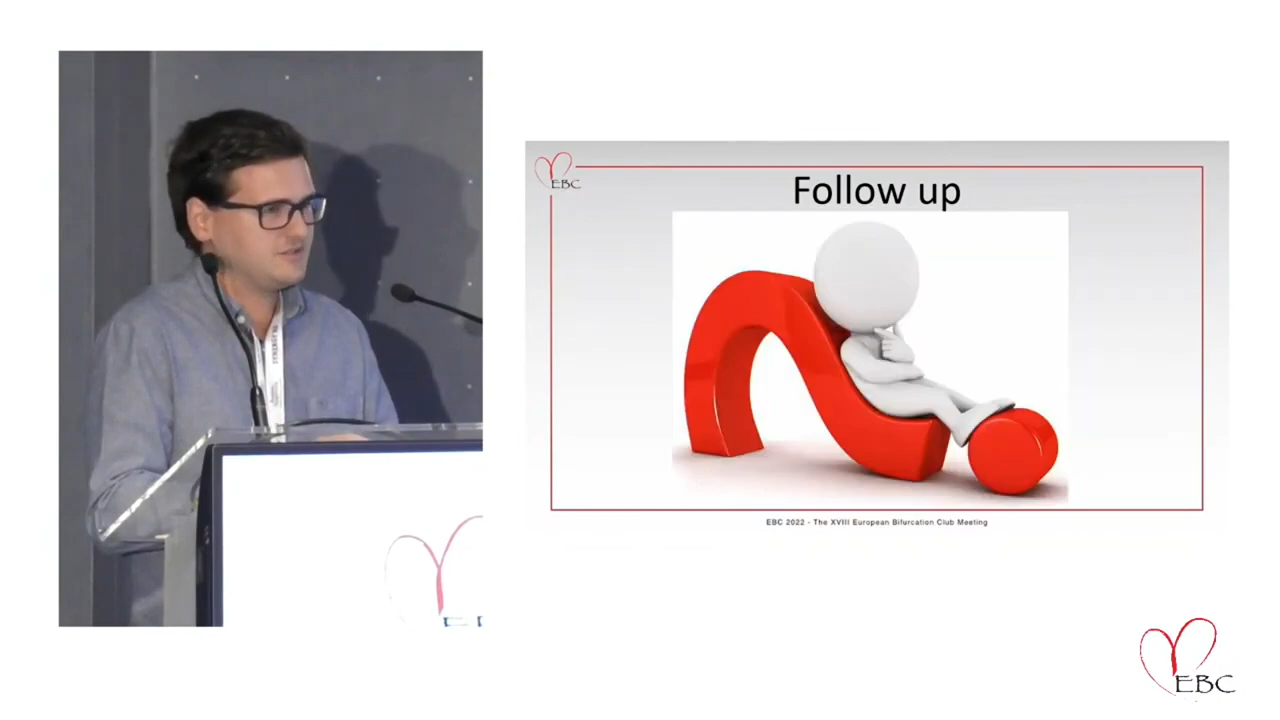 EBC
Follow up
EBC 2022 - The XVIII European Bifurcation Club Meeting
EBC